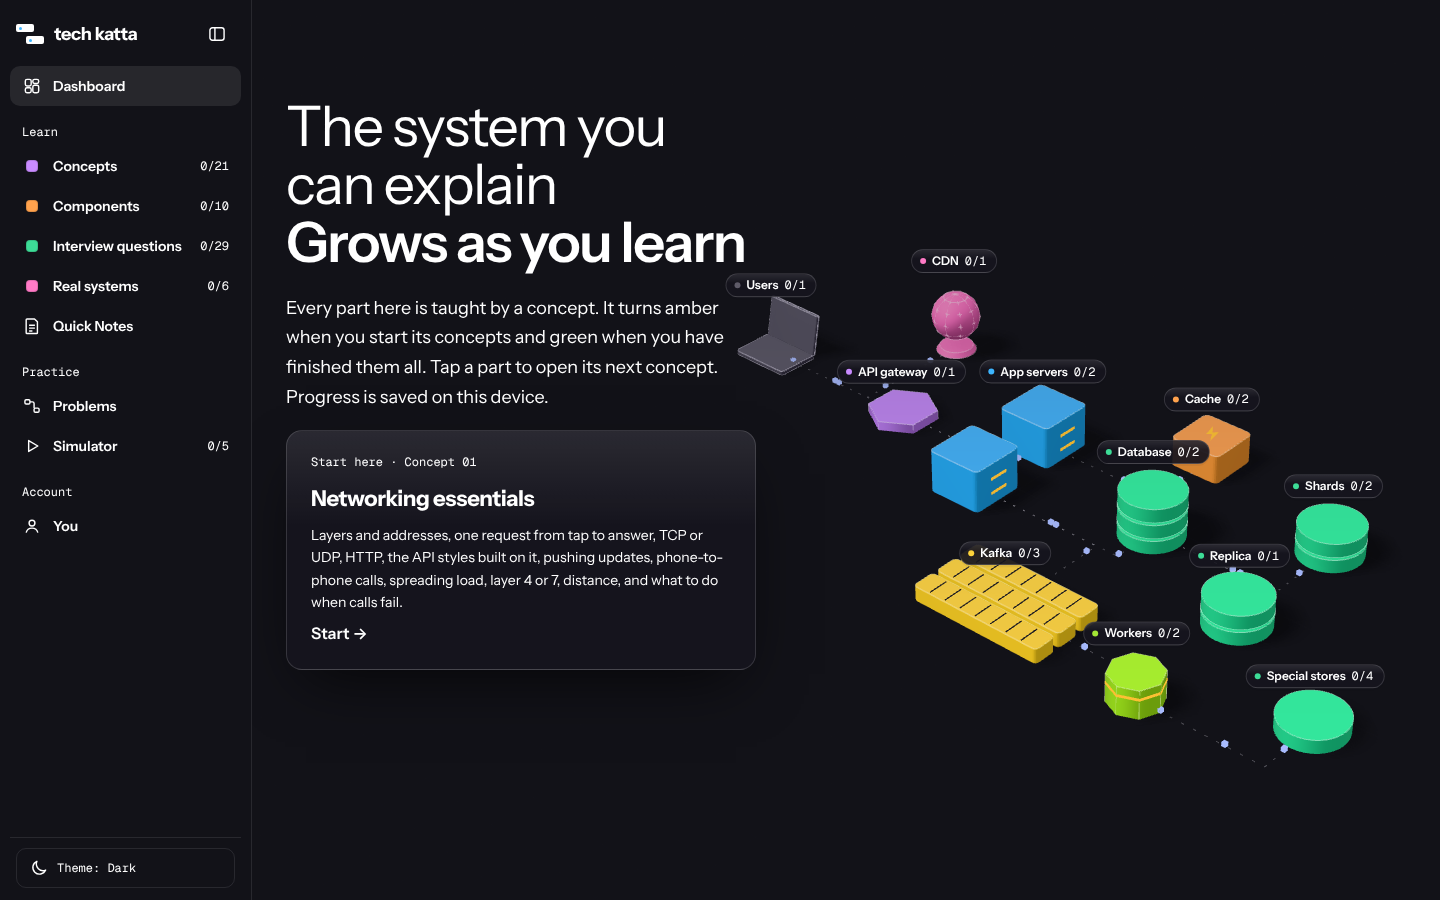 tech katta
Dashboard
Learn
Concepts 0/21
Components 0/10
Interview questions 0/29
Real systems 0/6
Quick Notes
Practice
Problems
Simulator 0/5
Account
You
Theme: Dark
The system you
can explain
Grows as you learn
Every part here is taught by a concept. It turns amber
when you start its concepts and green when you have
finished them all. Tap a part to open its next concept.
Progress is saved on this device.
Start here · Concept 01
Networking essentials
Layers and addresses, one request from tap to answer, TCP or
UDP, HTTP, the API styles built on it, pushing updates, phone-to-
phone calls, spreading load, layer 4 or 7, distance, and what to do
when calls fail.
Start →
CDN 0/1
Users 0/1
API gateway 0/1
App servers 0/2
Cache 0/2
Database 0/2
Shards 0/2
Kafka 0/3
Replica 0/1
Workers 0/2
Special stores 0/4